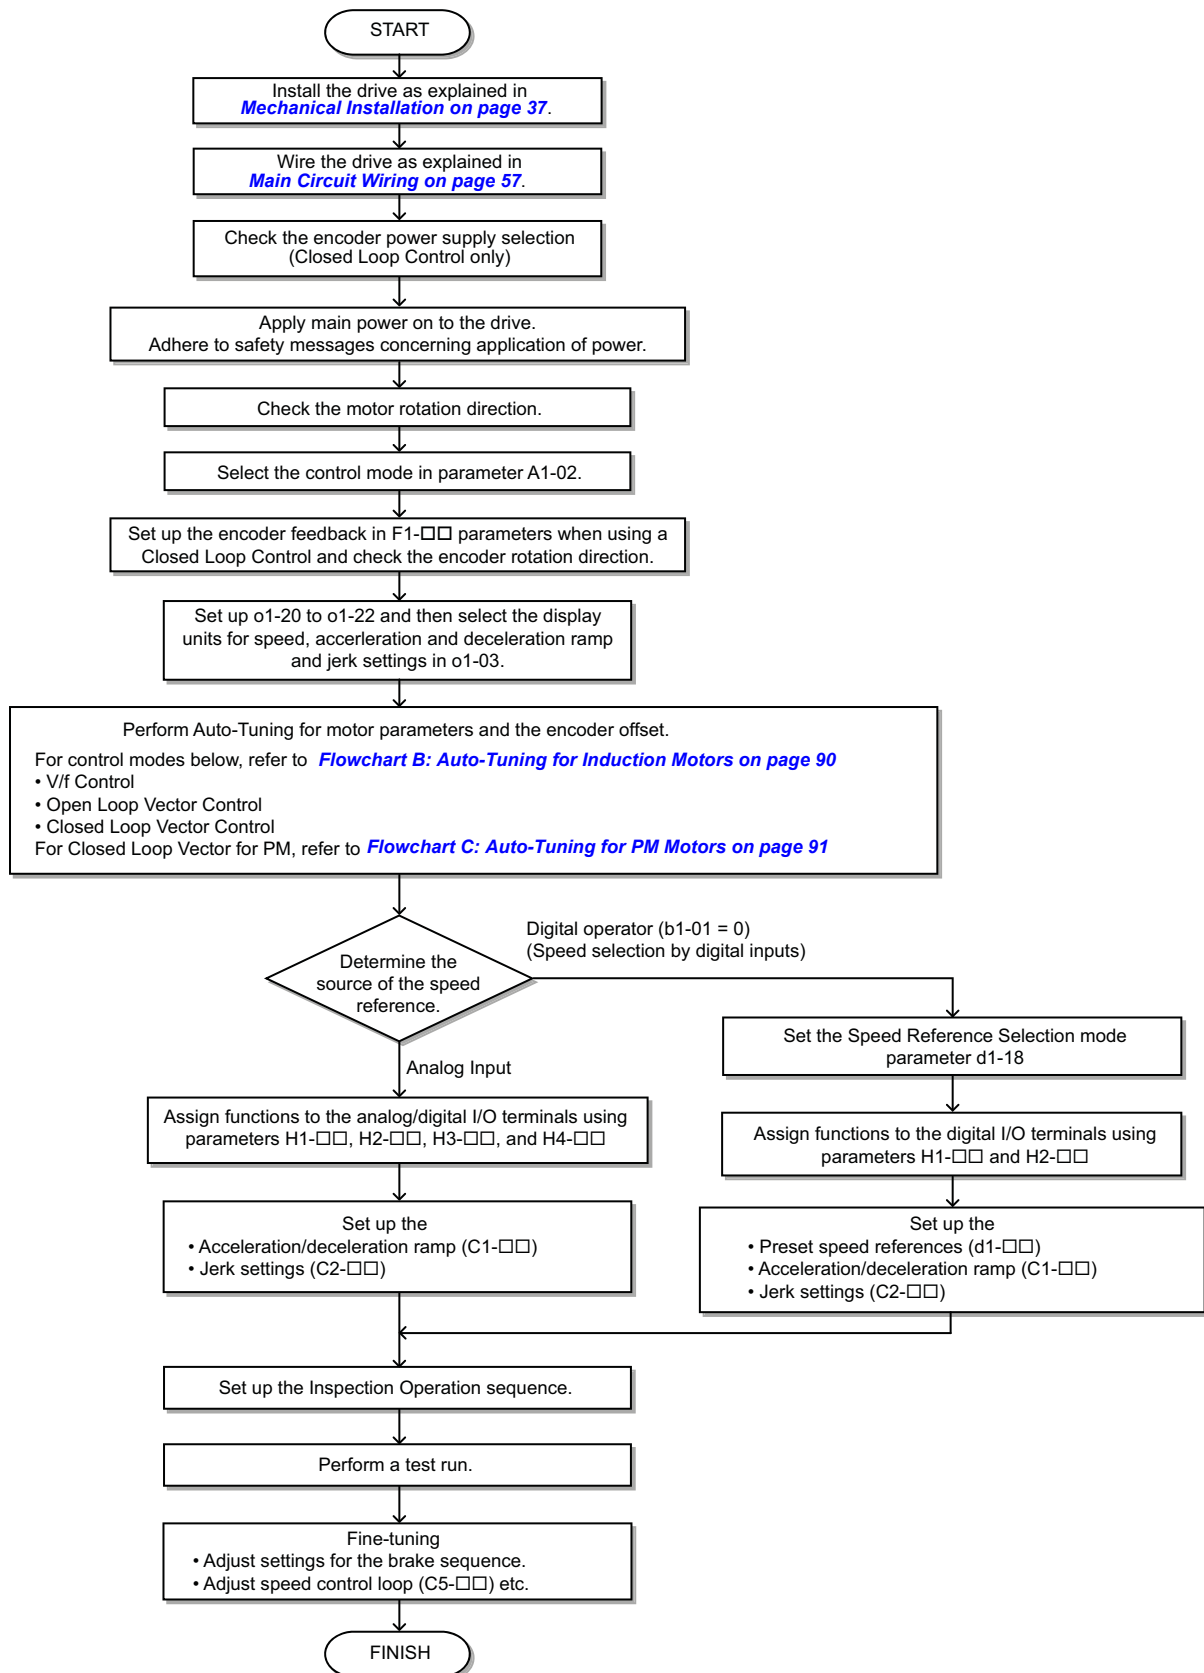 START
Install the drive as explained in
Mechanical Installation on page 37.
Wire the drive as explained in
Main Circuit Wiring on page 57.
Check the encoder power supply selection
(Closed Loop Control only)
Apply main power on to the drive.
Adhere to safety messages concerning application of power.
Check the motor rotation direction.
Select the control mode in parameter A1-02.
Set up the encoder feedback in F1-□□ parameters when using a
Closed Loop Control and check the encoder rotation direction.
Set up o1-20 to o1-22 and then select the display
units for speed, accerleration and deceleration ramp
and jerk settings in o1-03.
Perform Auto-Tuning for motor parameters and the encoder offset.
For control modes below, refer to Flowchart B: Auto-Tuning for Induction Motors on page 90
• V/f Control
• Open Loop Vector Control
• Closed Loop Vector Control
For Closed Loop Vector for PM, refer to Flowchart C: Auto-Tuning for PM Motors on page 91
Determine the
source of the speed
reference.
Digital operator (b1-01 = 0)
(Speed selection by digital inputs)
Analog Input
Assign functions to the analog/digital I/O terminals using
parameters H1-□□, H2-□□, H3-□□, and H4-□□
Set up the
• Acceleration/deceleration ramp (C1-□□)
• Jerk settings (C2-□□)
Set the Speed Reference Selection mode
parameter d1-18
Assign functions to the digital I/O terminals using
parameters H1-□□ and H2-□□
Set up the
• Preset speed references (d1-□□)
• Acceleration/deceleration ramp (C1-□□)
• Jerk settings (C2-□□)
Set up the Inspection Operation sequence.
Perform a test run.
Fine-tuning
• Adjust settings for the brake sequence.
• Adjust speed control loop (C5-□□) etc.
FINISH